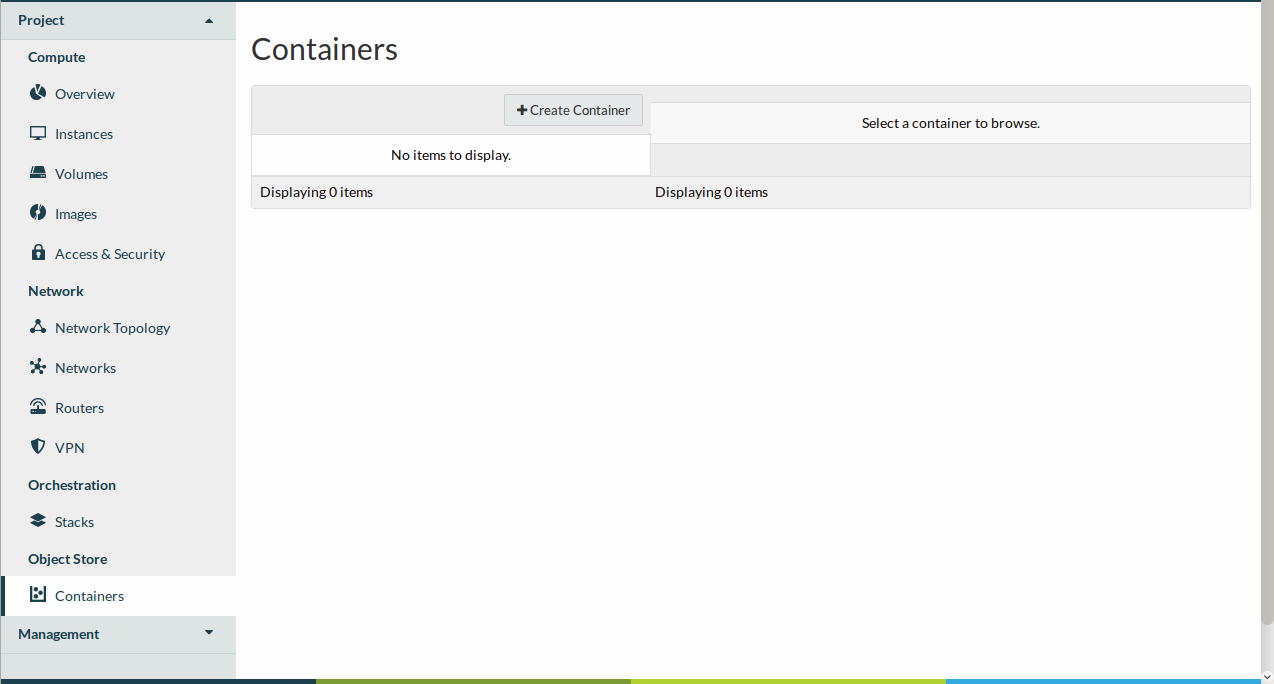 Project
Compute
Overview
Instances
Volumes
Images
Access & Security
Network
Network Topology
Networks
Routers
VPN
Orchestration
Stacks
Object Store
Containers
Management
Containers
Create Container
No items to display.
Displaying 0 items
Select a container to browse.
Displaying 0 items